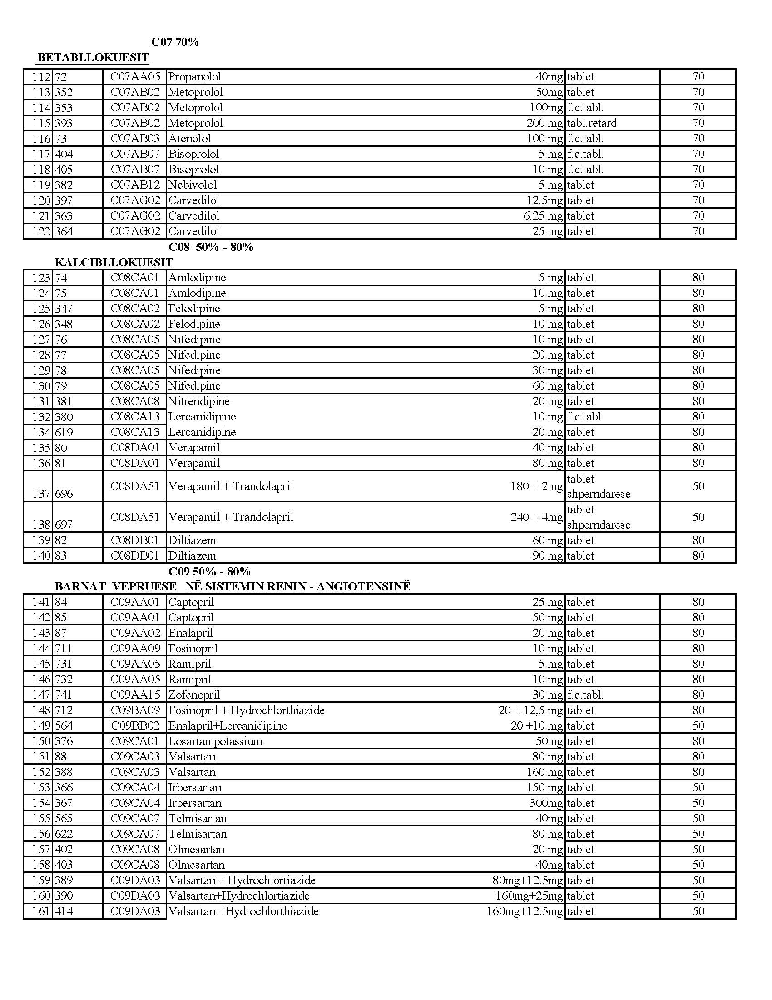 C07 70%
BETABLLOKUESIT
112 72 C07AA05 Propanolol 40mg tablet 70
113 352 C07AB02 Metoprolol 50mg tablet 70
114 353 C07AB02 Metoprolol 100mg f.c.tabl. 70
115 393 C07AB02 Metoprolol 200 mg tabl.retard 70
116 73 C07AB03 Atenolol 100 mg f.c.tabl. 70
117 404 C07AB07 Bisoprolol 5 mg f.c.tabl. 70
118 405 C07AB07 Bisoprolol 10 mg f.c.tabl. 70
119 382 C07AB12 Nebivolol 5 mg tablet 70
120 397 C07AG02 Carvedilol 12.5mg tablet 70
121 363 C07AG02 Carvedilol 6.25 mg tablet 70
122 364 C07AG02 Carvedilol 25 mg tablet 70
C08 50% - 80%
KALCIBLLOKUESIT
123 74 C08CA01 Amlodipine 5 mg tablet 80
124 75 C08CA01 Amlodipine 10 mg tablet 80
125 347 C08CA02 Felodipine 5 mg tablet 80
126 348 C08CA02 Felodipine 10 mg tablet 80
127 76 C08CA05 Nifedipine 10 mg tablet 80
128 77 C08CA05 Nifedipine 20 mg tablet 80
129 78 C08CA05 Nifedipine 30 mg tablet 80
130 79 C08CA05 Nifedipine 60 mg tablet 80
131 381 C08CA08 Nitrendipine 20 mg tablet 80
132 380 C08CA13 Lercanidipine 10 mg f.c.tabl. 80
134 619 C08CA13 Lercanidipine 20 mg tablet 80
135 80 C08DA01 Verapamil 40 mg tablet 80
136 81 C08DA01 Verapamil 80 mg tablet 80
137 696 C08DA51 Verapamil + Trandolapril 180 + 2mg tablet shperndarese 50
138 697 C08DA51 Verapamil + Trandolapril 240 + 4mg tablet shperndarese 50
139 82 C08DB01 Diltiazem 60 mg tablet 80
140 83 C08DB01 Diltiazem 90 mg tablet 80
C09 50% - 80%
BARNAT VEPRUESE NË SISTEMIN RENIN - ANGIOTENSINË
141 84 C09AA01 Captopril 25 mg tablet 80
142 85 C09AA01 Captopril 50 mg tablet 80
143 87 C09AA02 Enalapril 20 mg tablet 80
144 711 C09AA09 Fosinopril 10 mg tablet 80
145 731 C09AA05 Ramipril 5 mg tablet 80
146 732 C09AA05 Ramipril 10 mg tablet 80
147 741 C09AA15 Zofenopril 30 mg f.c.tabl. 80
148 712 C09BA09 Fosinopril + Hydrochlorthiazide 20 + 12,5 mg tablet 80
149 564 C09BB02 Enalapril+Lercanidipine 20 +10 mg tablet 50
150 376 C09CA01 Losartan potassium 50mg tablet 80
151 88 C09CA03 Valsartan 80 mg tablet 80
152 388 C09CA03 Valsartan 160 mg tablet 80
153 366 C09CA04 Irbersartan 150 mg tablet 50
154 367 C09CA04 Irbersartan 300mg tablet 50
155 565 C09CA07 Telmisartan 40mg tablet 50
156 622 C09CA07 Telmisartan 80 mg tablet 50
157 402 C09CA08 Olmesartan 20 mg tablet 50
158 403 C09CA08 Olmesartan 40mg tablet 50
159 389 C09DA03 Valsartan + Hydrochlortiazide 80mg+12.5mg tablet 50
160 390 C09DA03 Valsartan+Hydrochlortiazide 160mg+25mg tablet 50
161 414 C09DA03 Valsartan +Hydrochlorthiazide 160mg+12.5mg tablet 50